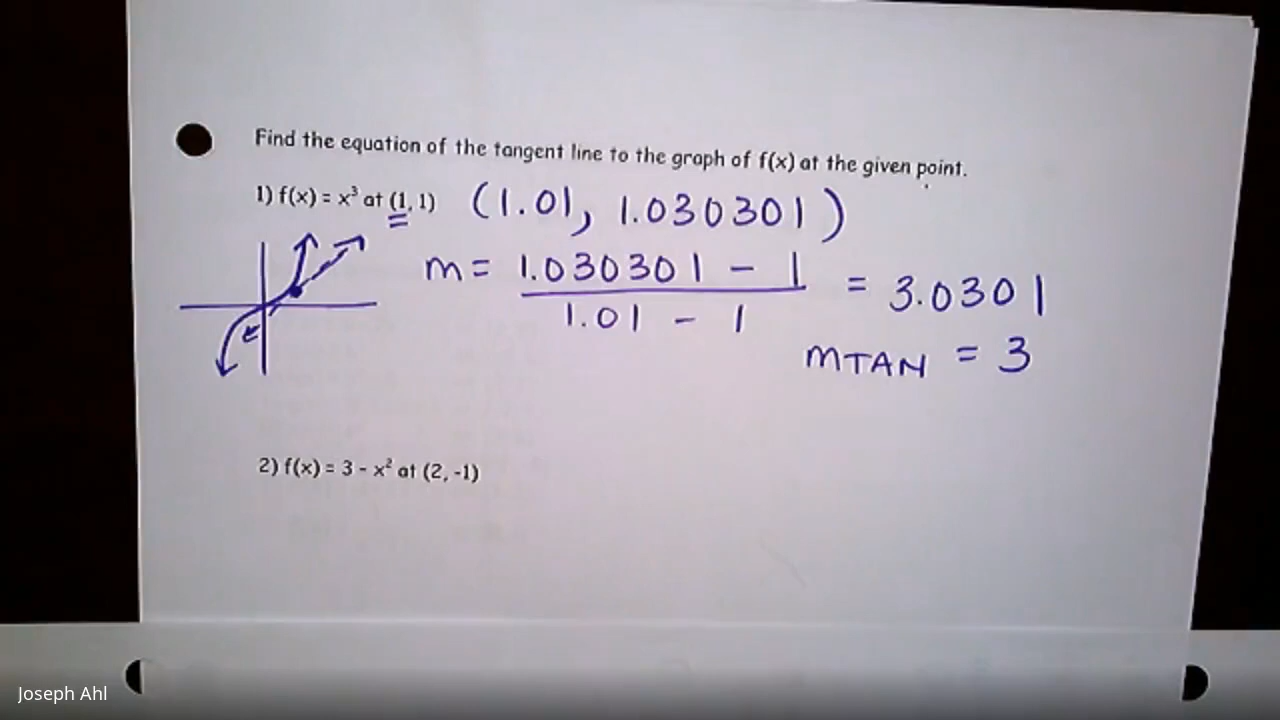 Find the equation of the tangent line to the graph of f(x) at the given point.
1) f(x) = x³ at (1, 1) (1.01, 1.030301)
m = 1.030301 - 1 = 3.0301
1.01 - 1
mTAN = 3
2) f(x) = 3 - x² at (2, -1)
Joseph Ahl